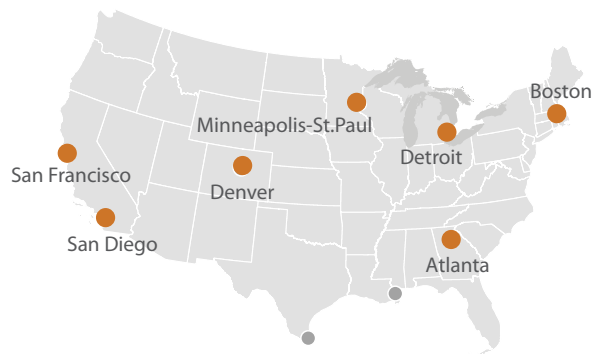 Boston
Minneapolis-St.Paul
Detroit
San Francisco
Denver
San Diego
Atlanta